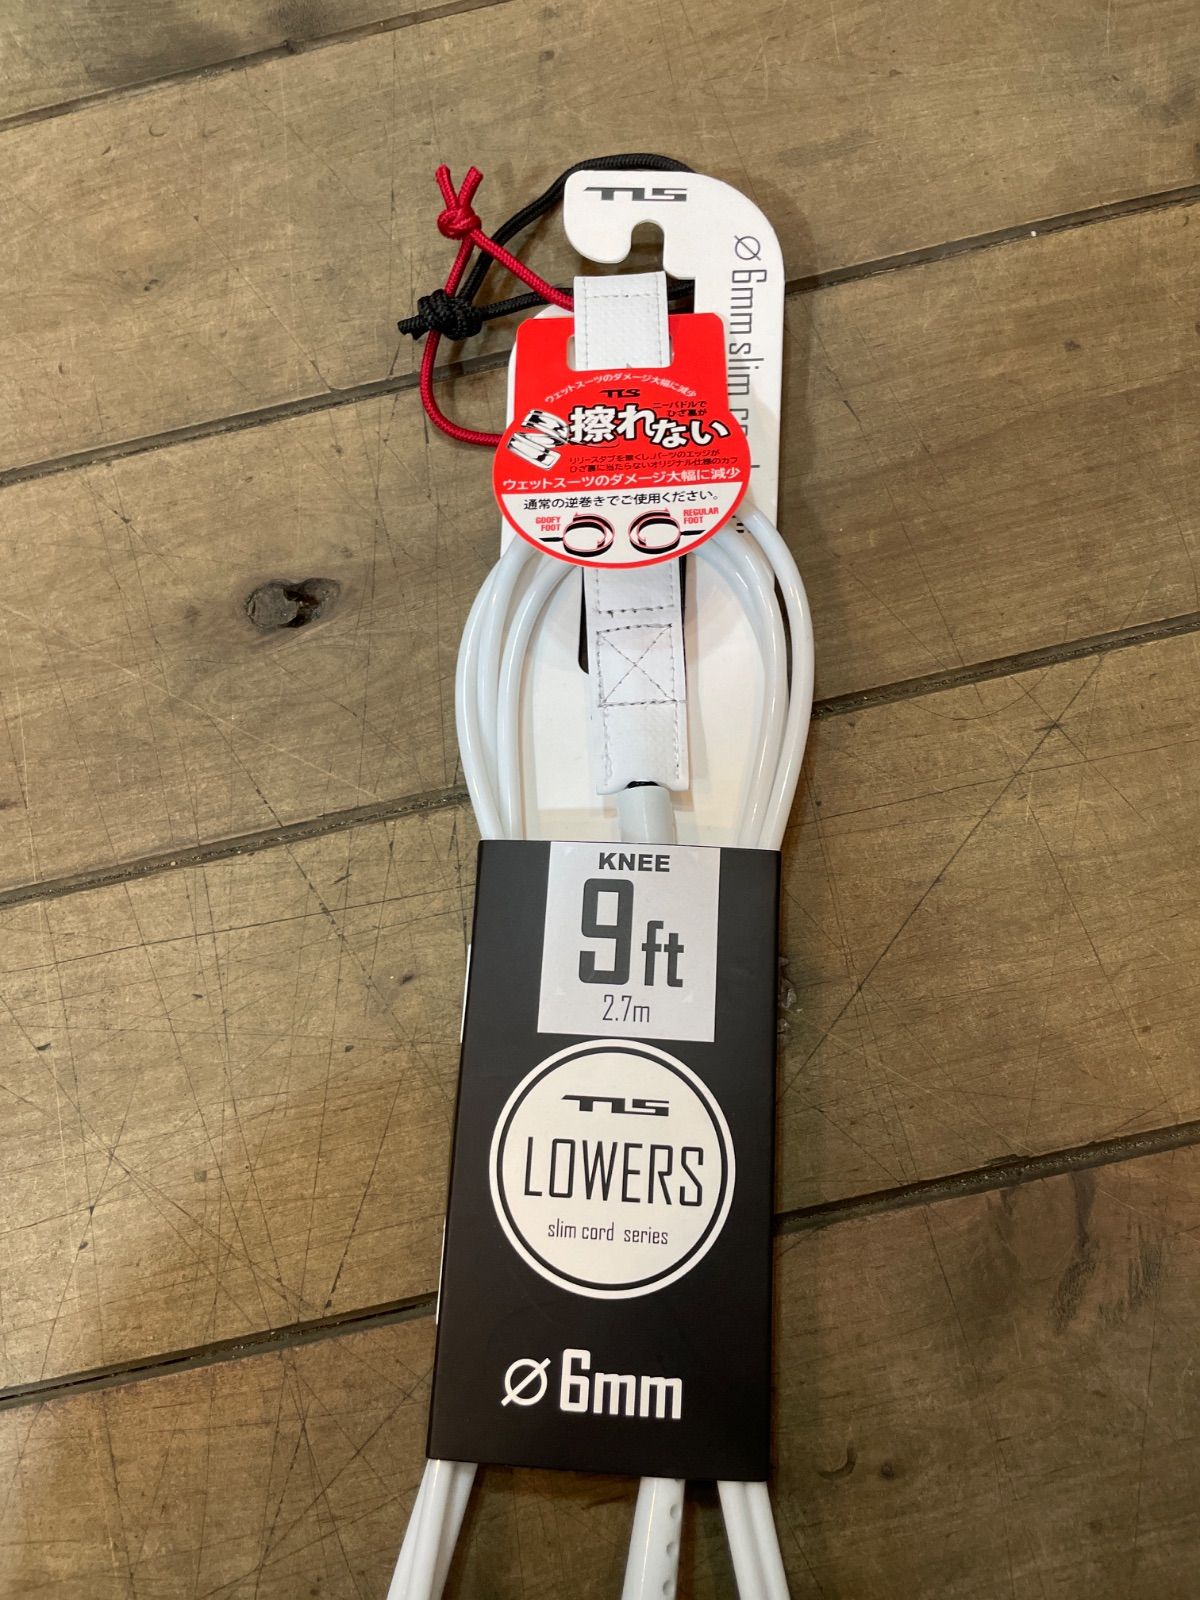 TLS
ø 6mm slim
ウェットスーツのダメージ大幅に減少
TLS
ニーパドルで
ひざ裏が
擦れない
リリースタブを無くし、パーツのエッジが
ひざ裏に当たらないオリジナル仕様のカフ
ウェットスーツのダメージ大幅に減少
通常の逆巻きでご使用ください。
GOOFY
FOOT
REGULAR
FOOT
KNEE
9ft
2.7m
TLS
LOWERS
slim cord series
ø 6mm